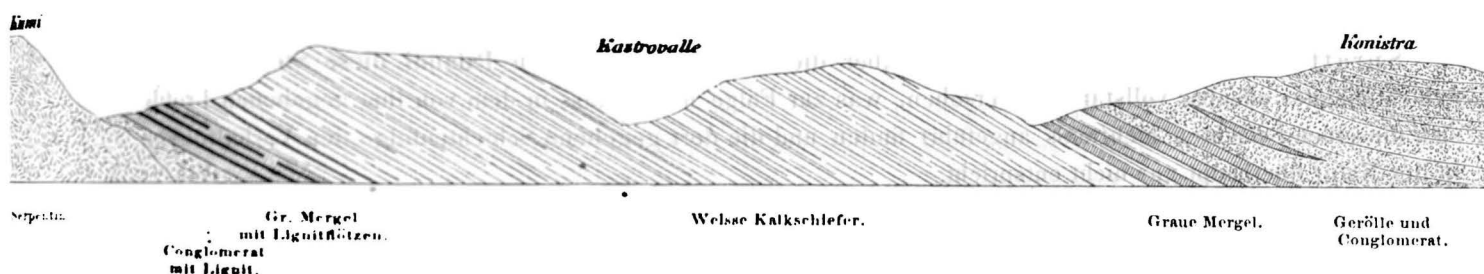 Kumi
Kastrovalle
Konistra
Serpentin.
Gr. Mergel
mit Lignitflötzen.
Conglomerat
mit Lignit.
Weisse Kalkschiefer.
Graue Mergel.
Gerölle und
Conglomerat.